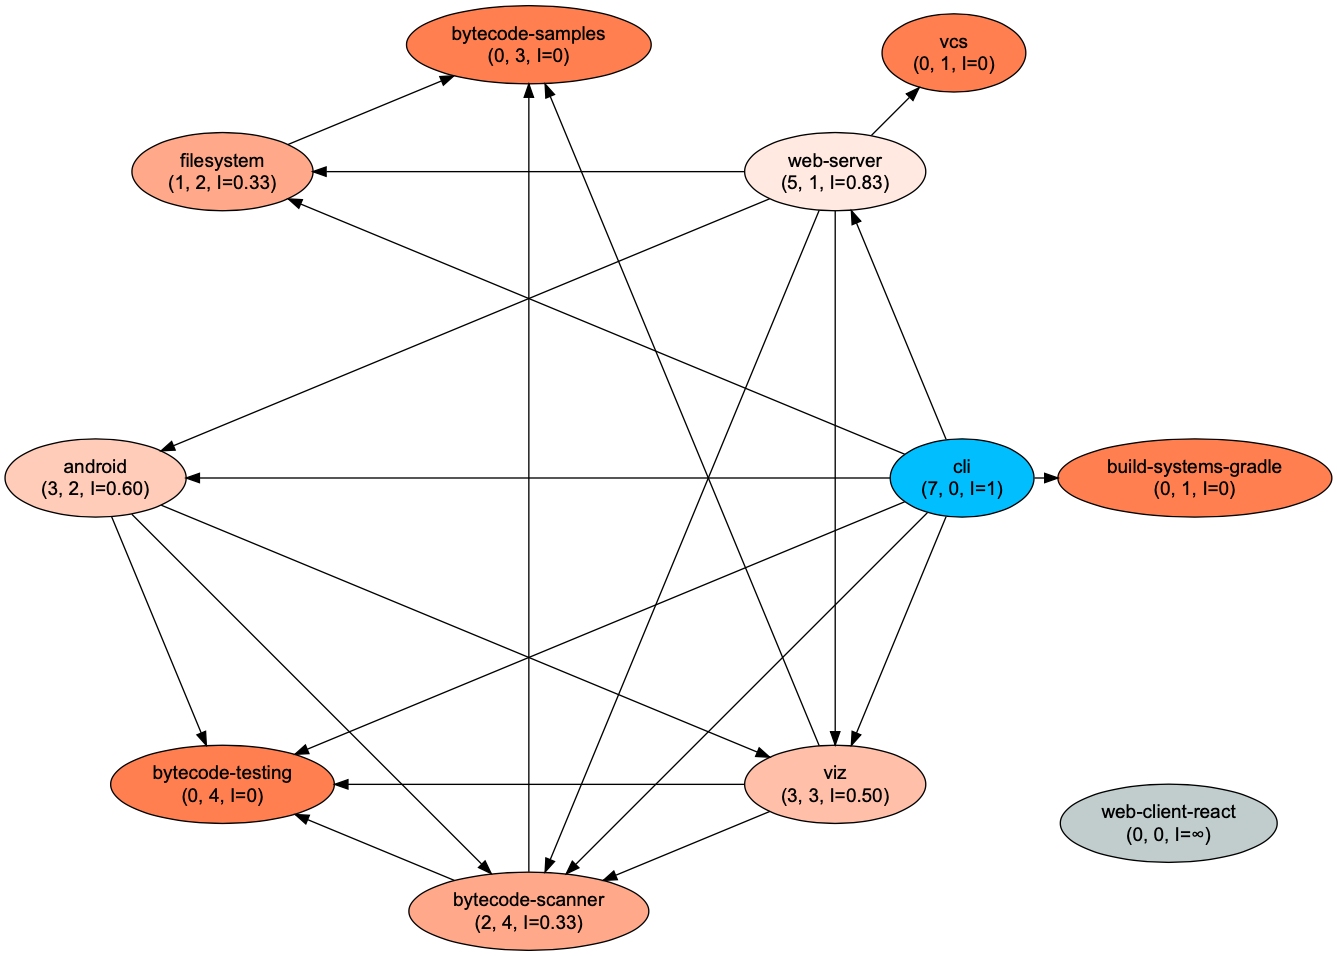 bytecode-samples
(0, 3, I=0)
vcs
(0, 1, I=0)
filesystem
(1, 2, I=0.33)
web-server
(5, 1, I=0.83)
android
(3, 2, I=0.60)
cli
(7, 0, I=1)
build-systems-gradle
(0, 1, I=0)
bytecode-testing
(0, 4, I=0)
viz
(3, 3, I=0.50)
web-client-react
(0, 0, I=∞)
bytecode-scanner
(2, 4, I=0.33)